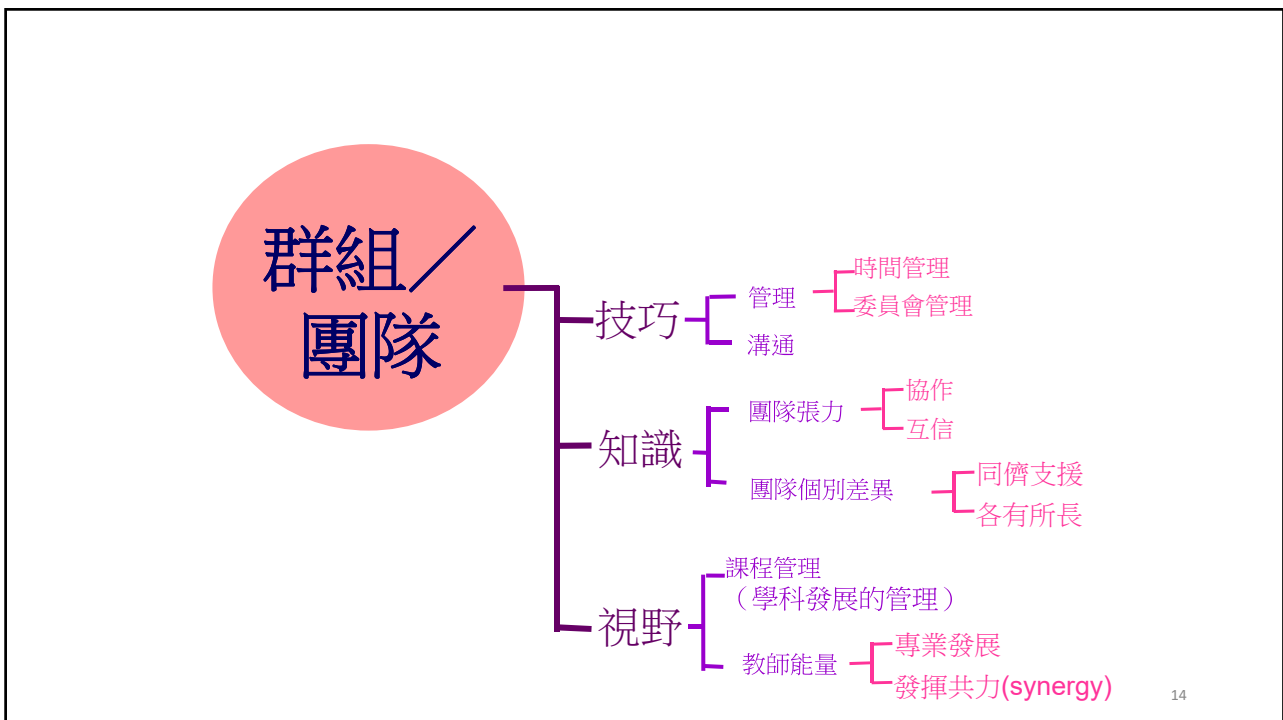 群組／
團隊
技巧
管理
時間管理
委員會管理
溝通
知識
團隊張力
協作
互信
團隊個別差異
同儕支援
各有所長
視野
課程管理
（學科發展的管理）
教師能量
專業發展
發揮共力(synergy)
14